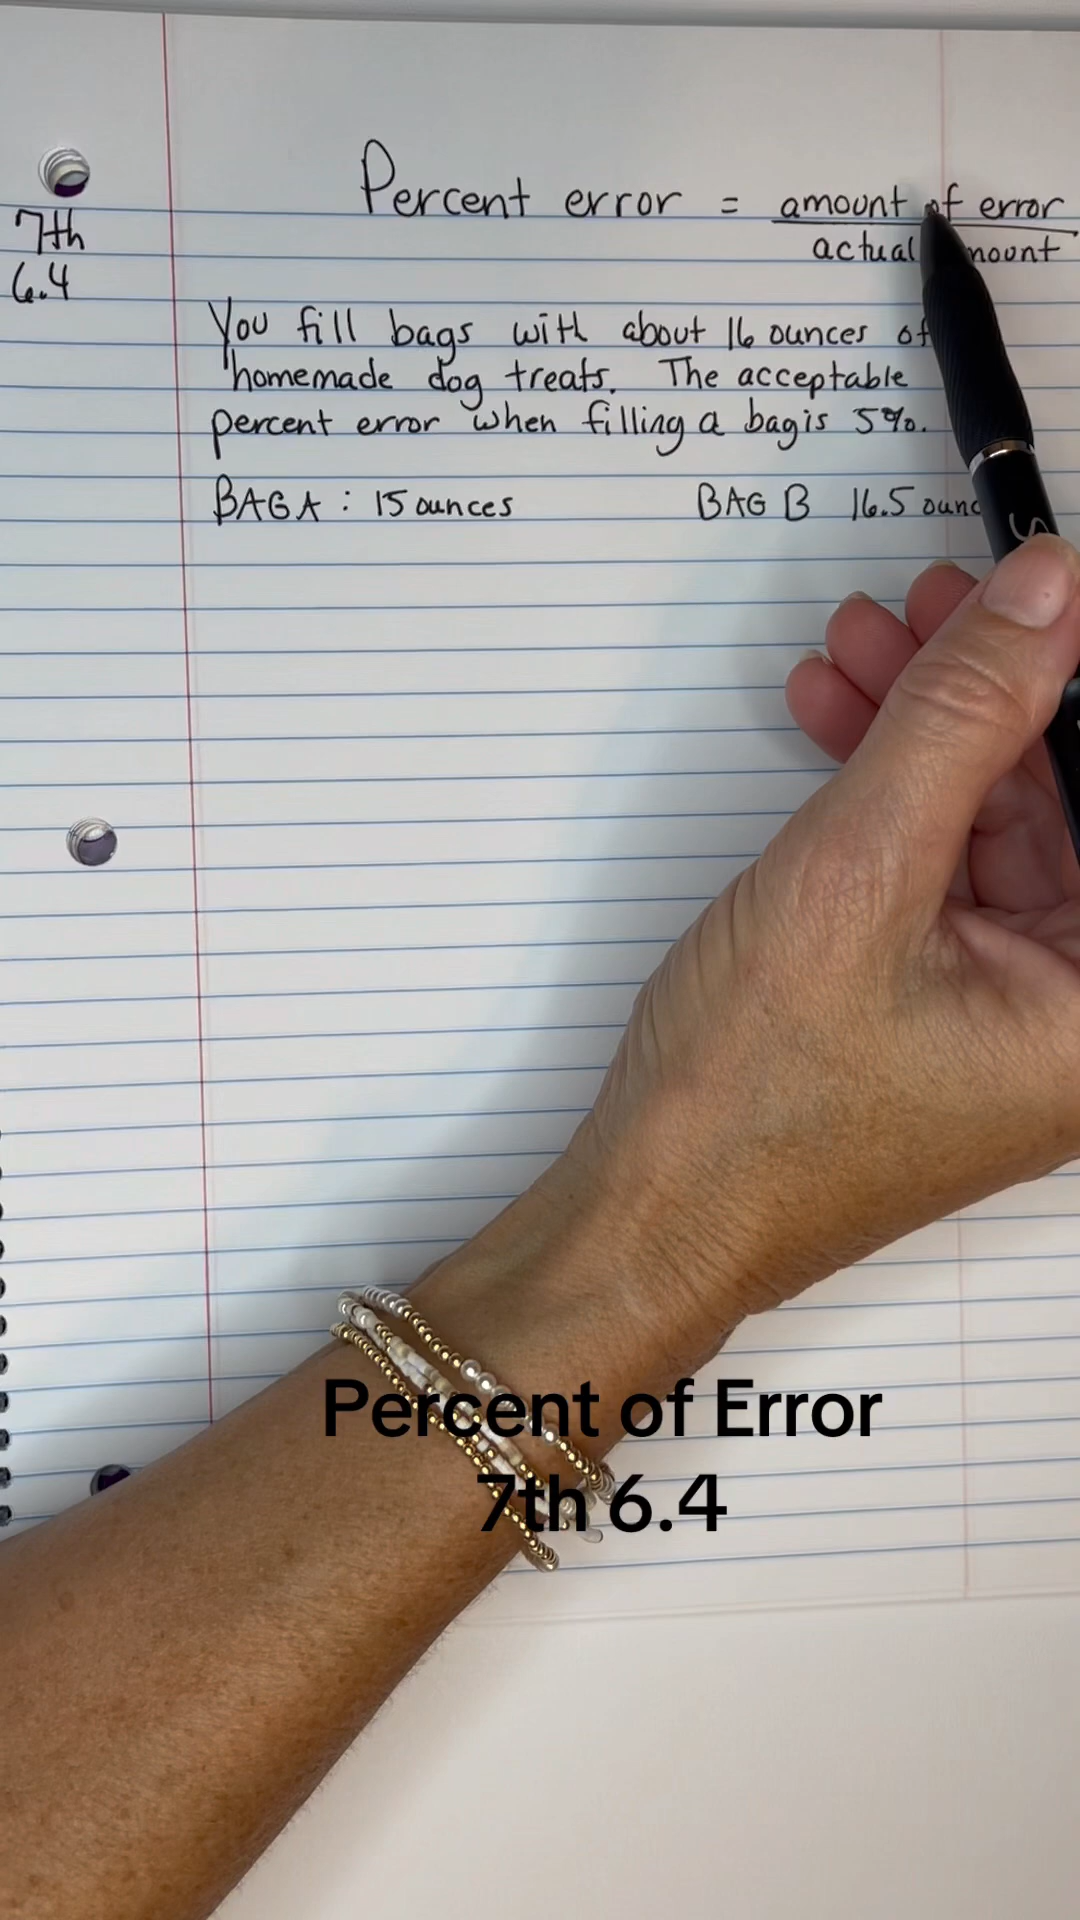 Percent error = amount of error
actual
7th
6.4
You fill bags with about 16 ounces of
homemade dog treats. The acceptable
percent error when filling a bag is 5%.
BAG A : 15 ounces BAG B 16.5
Percent of Error
7th 6.4